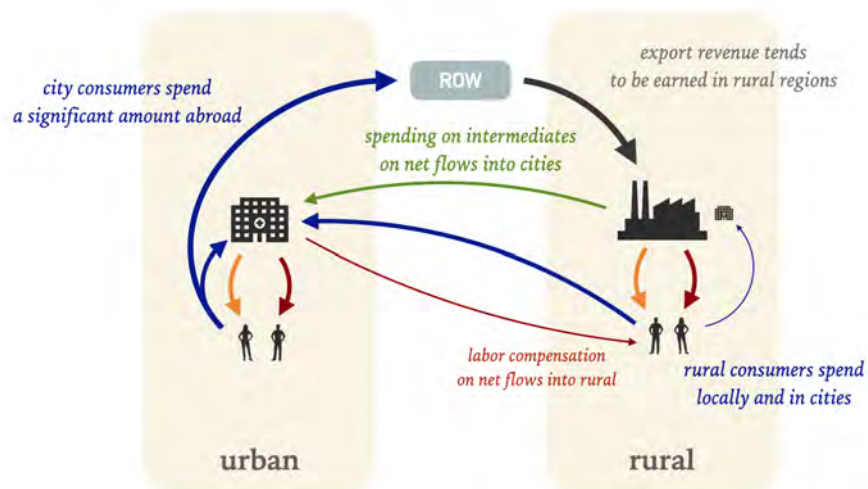 ROW
city consumers spend
a significant amount abroad
export revenue tends
to be earned in rural regions
spending on intermediates
on net flows into cities
labor compensation
on net flows into rural
rural consumers spend
locally and in cities
urban
rural